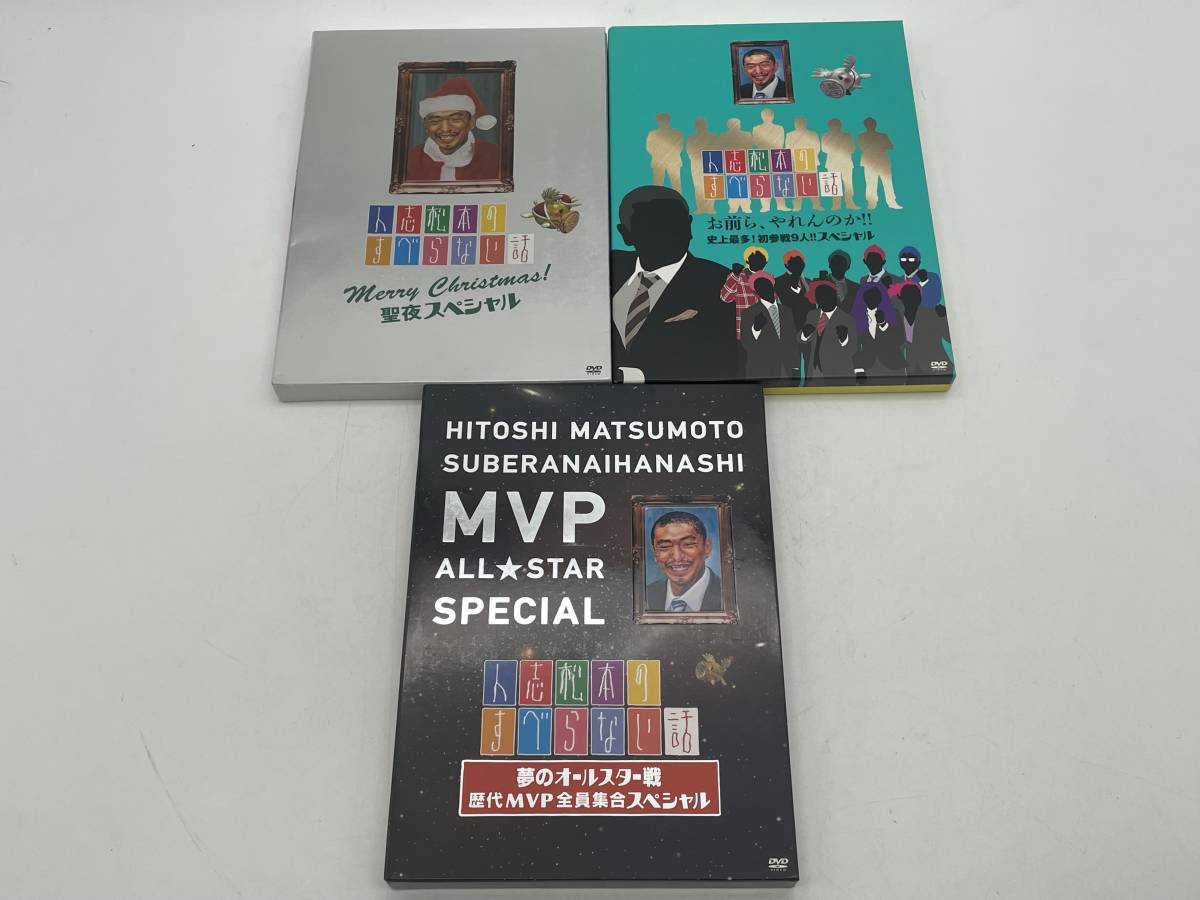 人志松本の
すべらない話
Merry Christmas!
聖夜スペシャル
DVD
VIDEO
人志松本の
すべらない話
お前ら、やれんのか!!
史上最多!初参戦9人!!スペシャル
DVD
VIDEO
HITOSHI MATSUMOTO
SUBERANAIHANASHI
MVP
ALL★STAR
SPECIAL
人志松本の
すべらない話
夢のオールスター戦
歴代MVP全員集合スペシャル
DVD
VIDEO